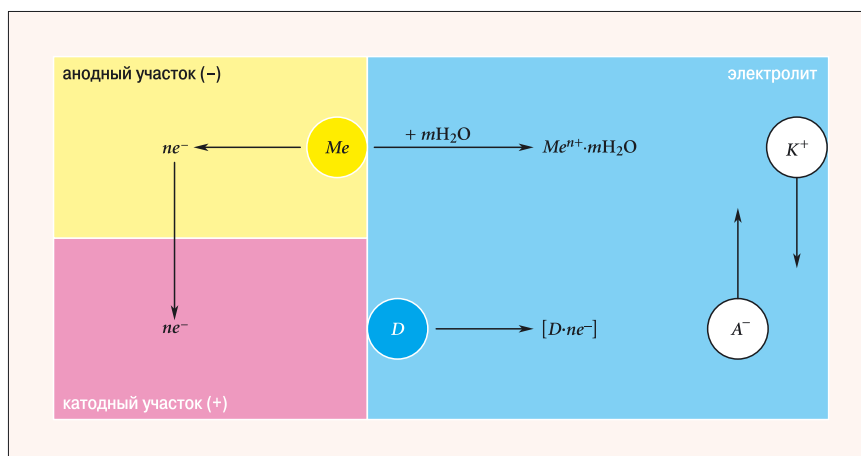 анодный участок (−)
электролит
ne⁻
Me
+ mH₂O
Meⁿ⁺·mH₂O
K⁺
ne⁻
D
[D·ne⁻]
A⁻
катодный участок (+)